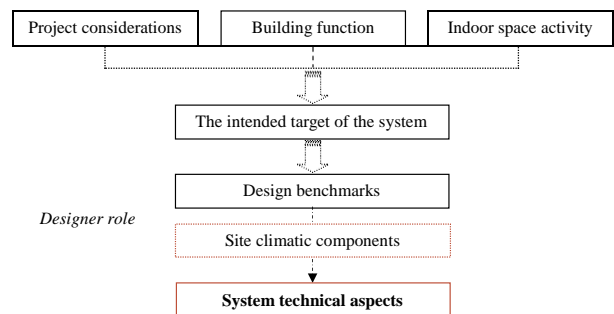 Project considerations
Building function
Indoor space activity
The intended target of the system
Design benchmarks
Designer role
Site climatic components
System technical aspects